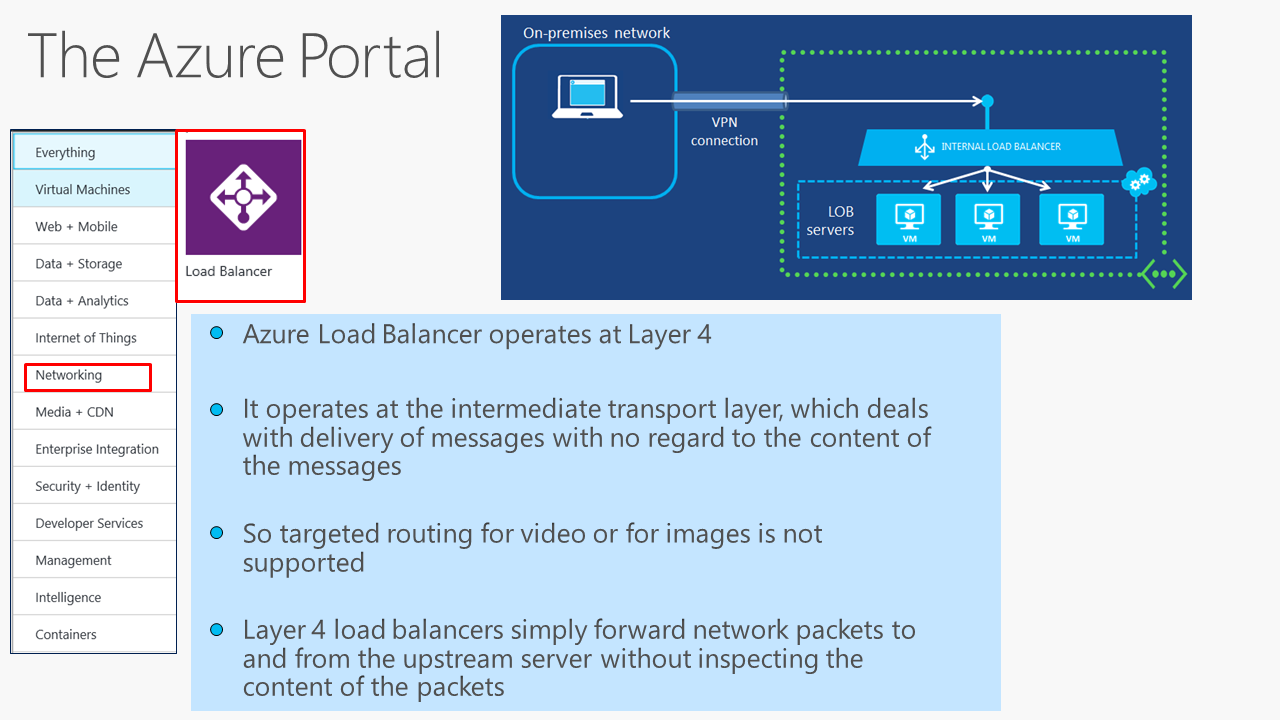 The Azure Portal
Everything
Virtual Machines
Web + Mobile
Data + Storage
Data + Analytics
Internet of Things
Networking
Media + CDN
Enterprise Integration
Security + Identity
Developer Services
Management
Intelligence
Containers
Load Balancer
On-premises network
VPN
connection
INTERNAL LOAD BALANCER
LOB
servers
VM
VM
VM
Azure Load Balancer operates at Layer 4
It operates at the intermediate transport layer, which deals
with delivery of messages with no regard to the content of
the messages
So targeted routing for video or for images is not
supported
Layer 4 load balancers simply forward network packets to
and from the upstream server without inspecting the
content of the packets